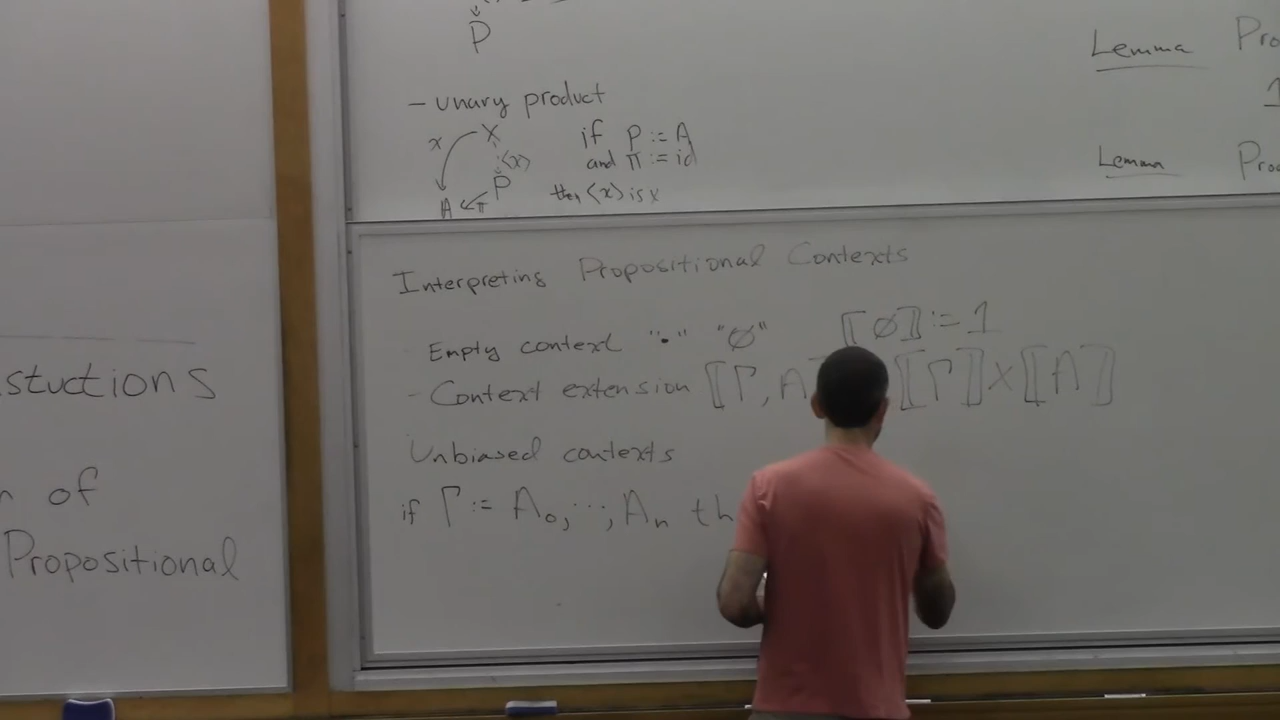 stuctions
of
Propositional
P
- unary product
x X if P := A
⟨x⟩ and π := id
P
A π then ⟨x⟩ is x
Lemma
Lemma
Interpreting Propositional Contexts
- Empty context "•" "∅" ⟦∅⟧ := 1
- Context extension ⟦Γ, A ⟦Γ⟧ × ⟦A⟧
Unbiased contexts
if Γ := A₀, ..., Aₙ th